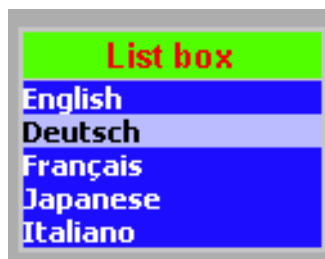 List box
English
Deutsch
Français
Japanese
Italiano